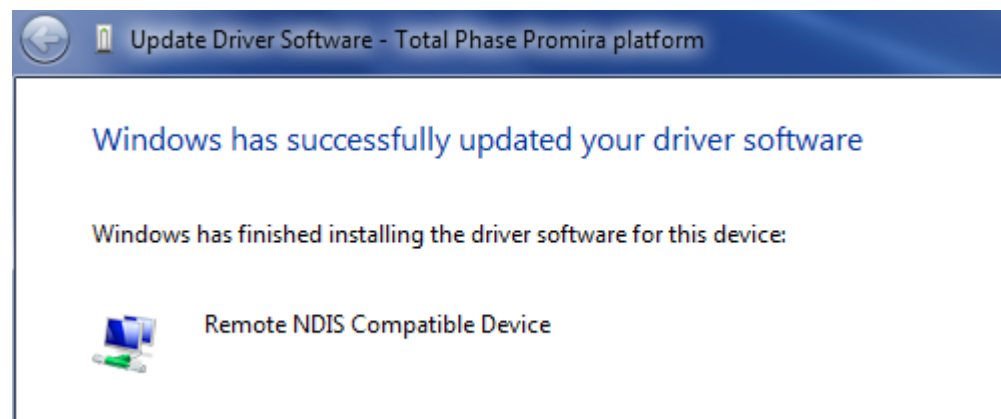 Update Driver Software - Total Phase Promira platform
Windows has successfully updated your driver software
Windows has finished installing the driver software for this device:
Remote NDIS Compatible Device